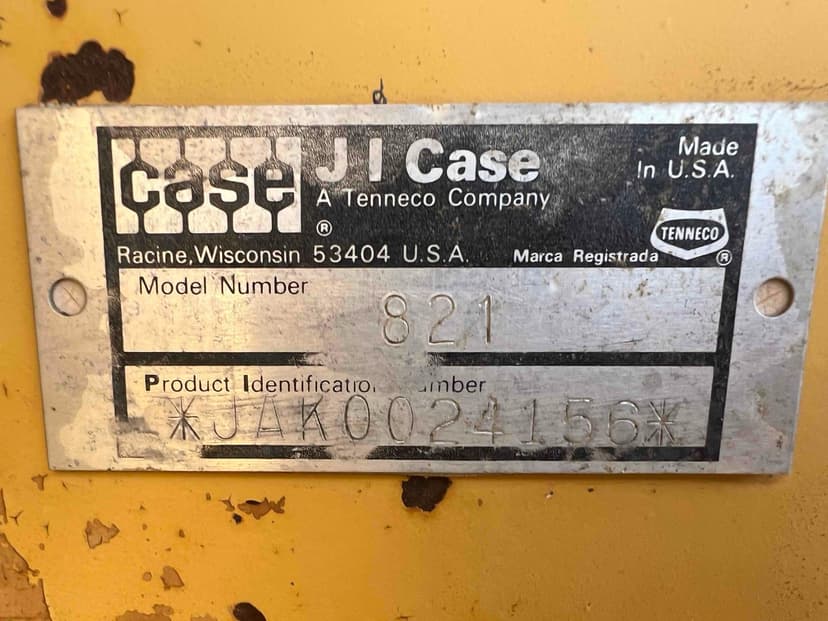 case
J I Case
Made
In U.S.A.
A Tenneco Company
®
TENNECO
Racine, Wisconsin 53404 U.S.A.
Marca Registrada
®
Model Number
821
Product Identification Number
*JAK0024156*